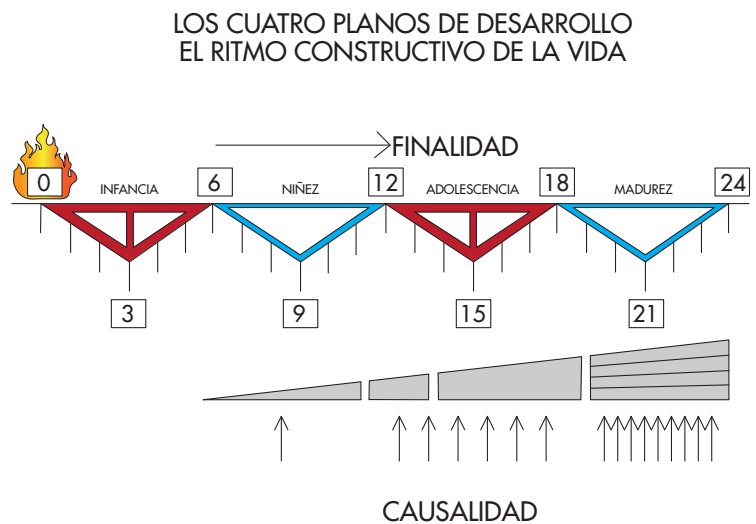 LOS CUATRO PLANOS DE DESARROLLO
EL RITMO CONSTRUCTIVO DE LA VIDA
FINALIDAD
0 INFANCIA 6 NIÑEZ 12 ADOLESCENCIA 18 MADUREZ 24
3 9 15 21
CAUSALIDAD